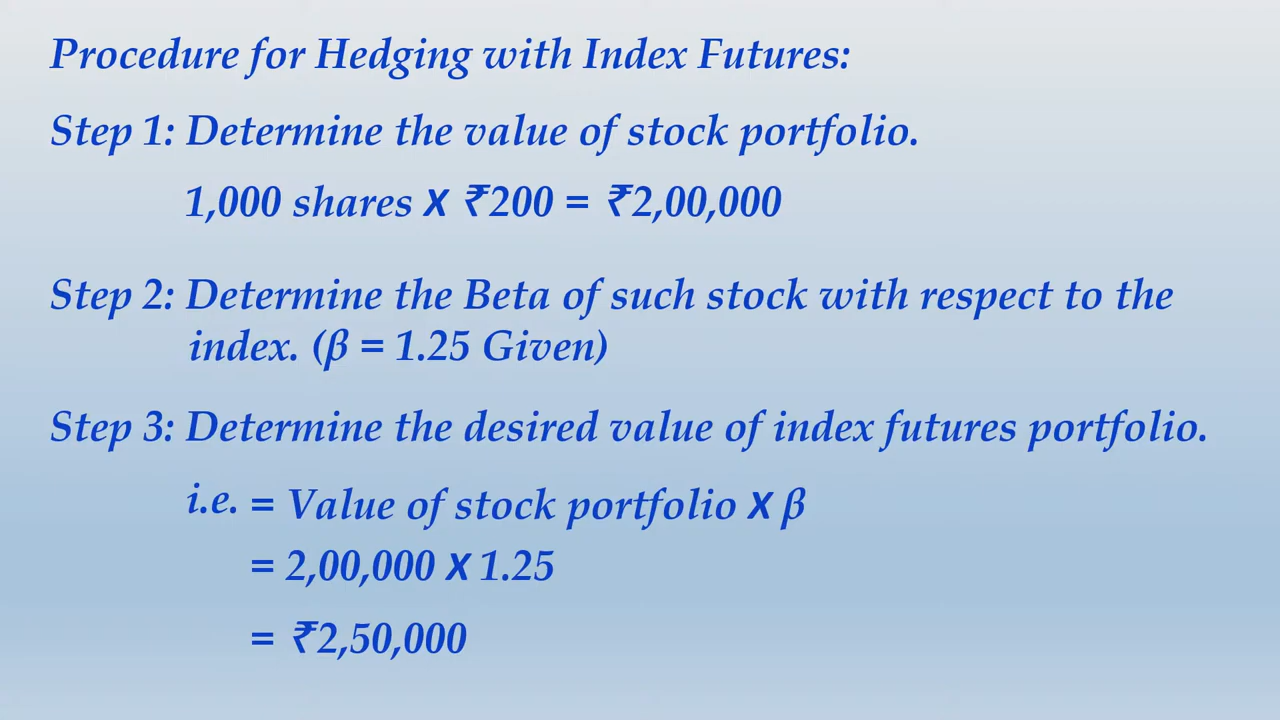 Procedure for Hedging with Index Futures:
Step 1: Determine the value of stock portfolio.
1,000 shares X ₹200 = ₹2,00,000
Step 2: Determine the Beta of such stock with respect to the
index. (β = 1.25 Given)
Step 3: Determine the desired value of index futures portfolio.
i.e. = Value of stock portfolio X β
= 2,00,000 X 1.25
= ₹2,50,000